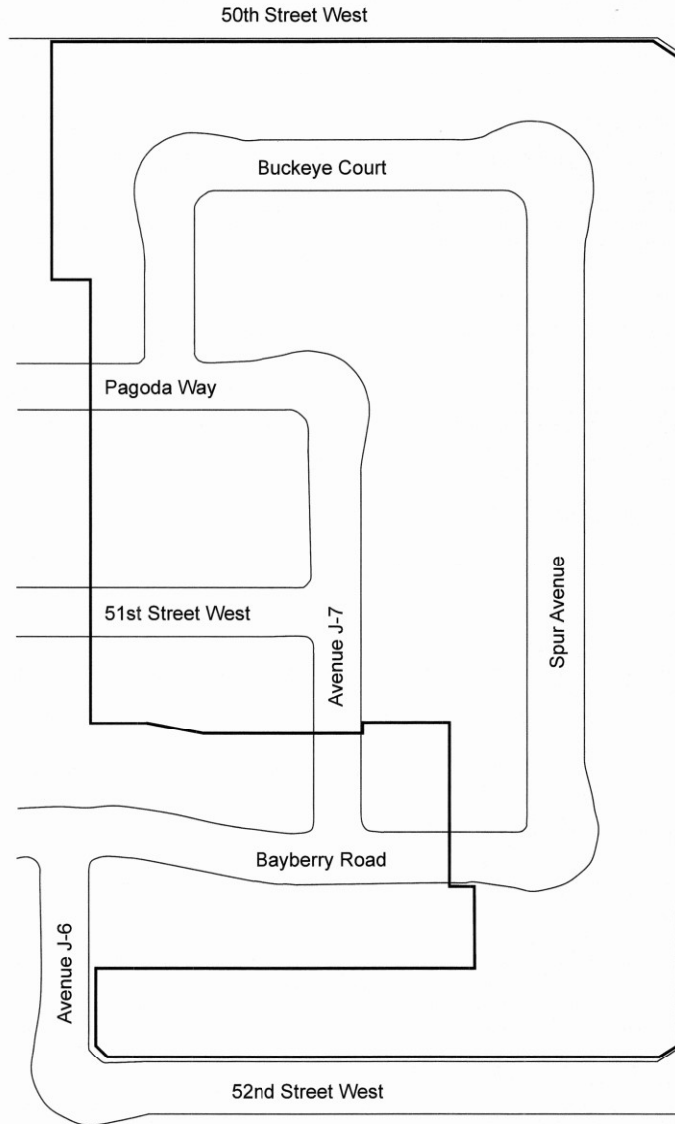 50th Street West
Buckeye Court
Pagoda Way
51st Street West
Avenue J-7
Spur Avenue
Bayberry Road
Avenue J-6
52nd Street West